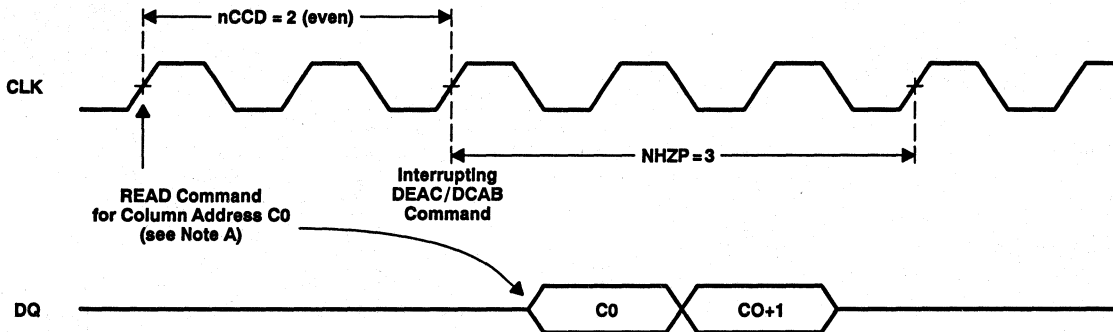 nCCD = 2 (even)
CLK
NHZP = 3
READ Command
for Column Address C0
(see Note A)
Interrupting
DEAC/DCAB
Command
DQ
C0
CO+1